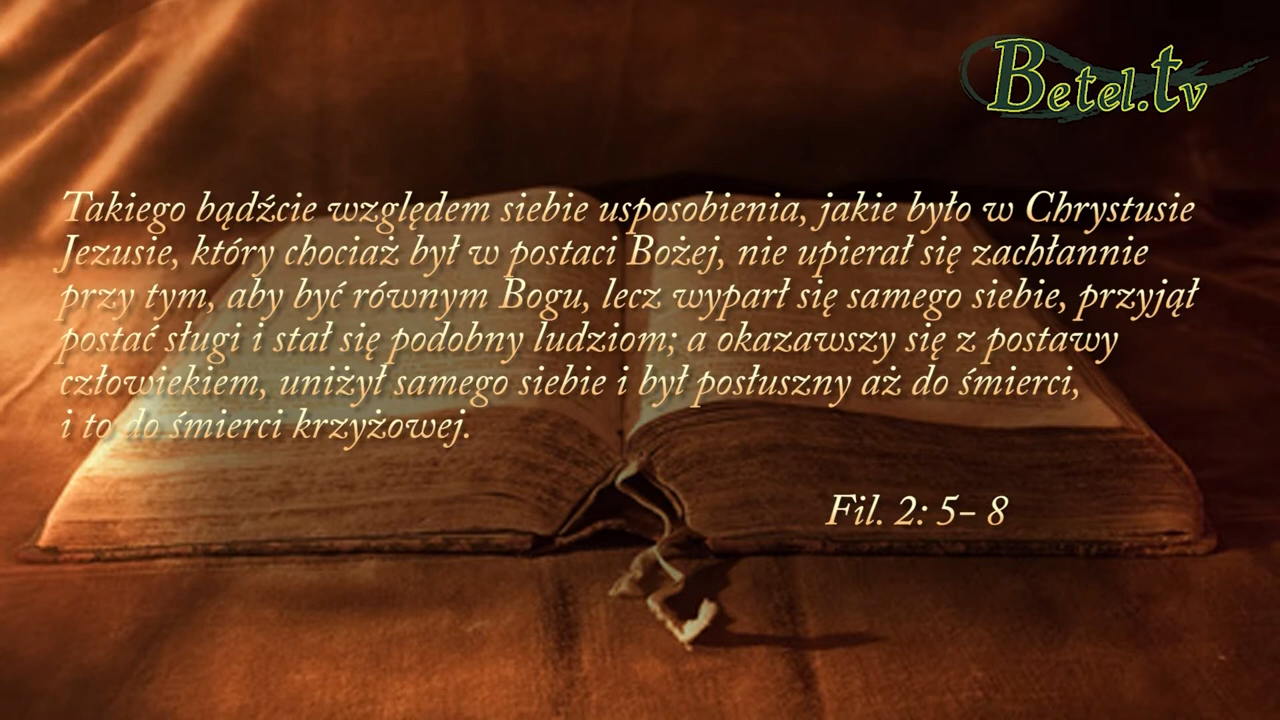 Betel.tv
Takiego bądźcie względem siebie usposobienia, jakie było w Chrystusie
Jezusie, który chociaż był w postaci Bożej, nie upierał się zachłannie
przy tym, aby być równym Bogu, lecz wyparł się samego siebie, przyjął
postać sługi i stał się podobny ludziom; a okazawszy się z postawy
człowiekiem, uniżył samego siebie i był posłuszny aż do śmierci,
i to do śmierci krzyżowej.
Fil. 2: 5- 8